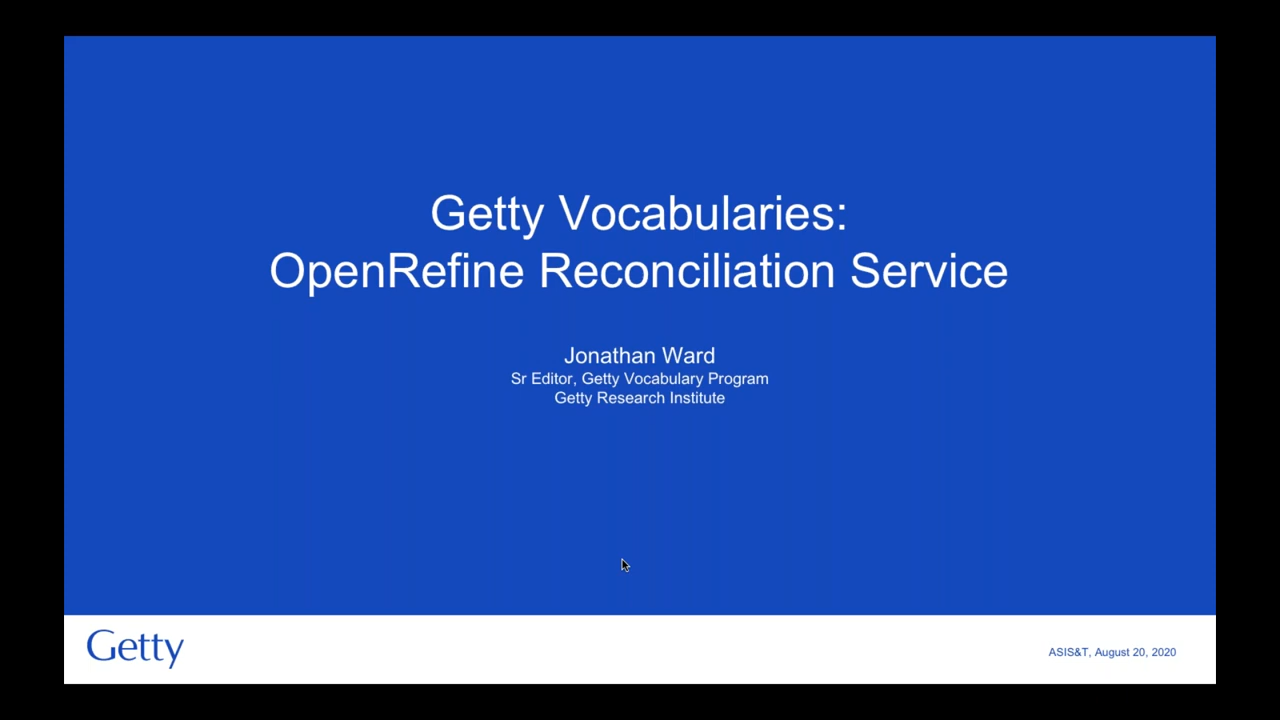 Getty Vocabularies:
OpenRefine Reconciliation Service
Jonathan Ward
Sr Editor, Getty Vocabulary Program
Getty Research Institute
Getty
ASIS&T, August 20, 2020